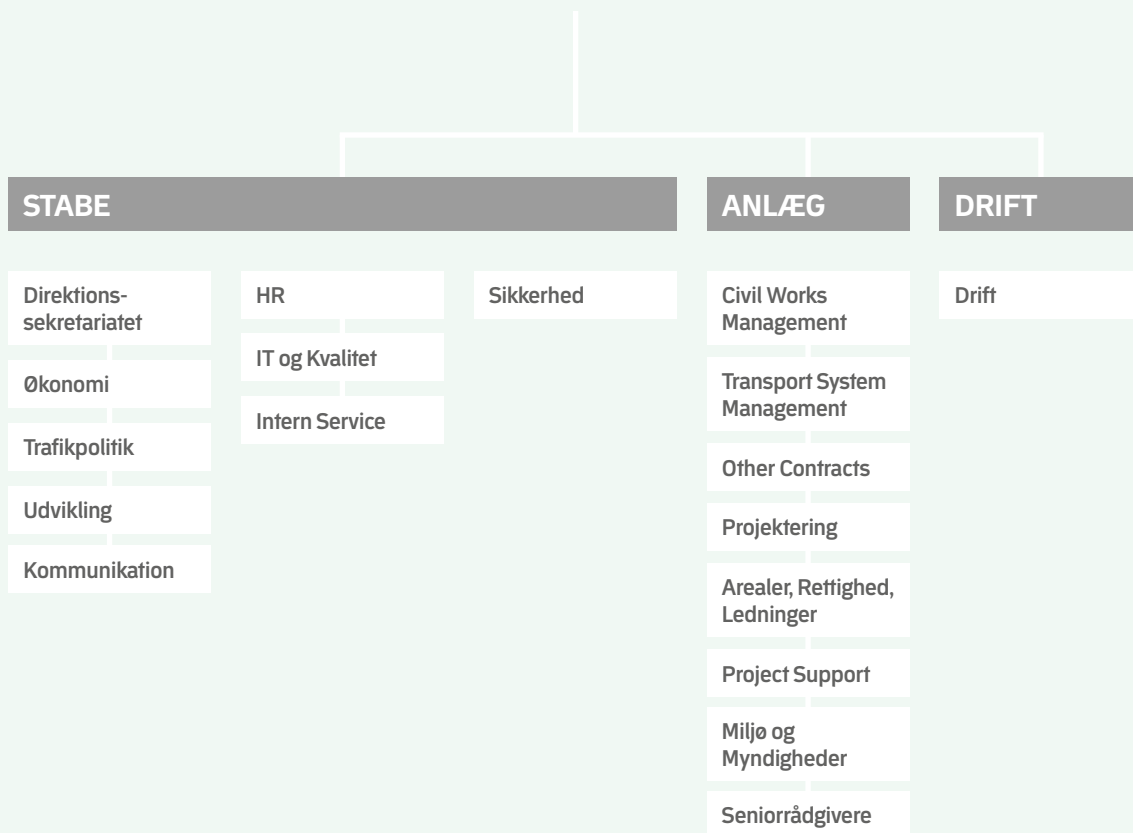 STABE
Direktions-
sekretariatet
Økonomi
Trafikpolitik
Udvikling
Kommunikation
HR
IT og Kvalitet
Intern Service
Sikkerhed
ANLÆG
Civil Works
Management
Transport System
Management
Other Contracts
Projektering
Arealer, Rettighed,
Ledninger
Project Support
Miljø og
Myndigheder
Seniorrådgivere
DRIFT
Drift